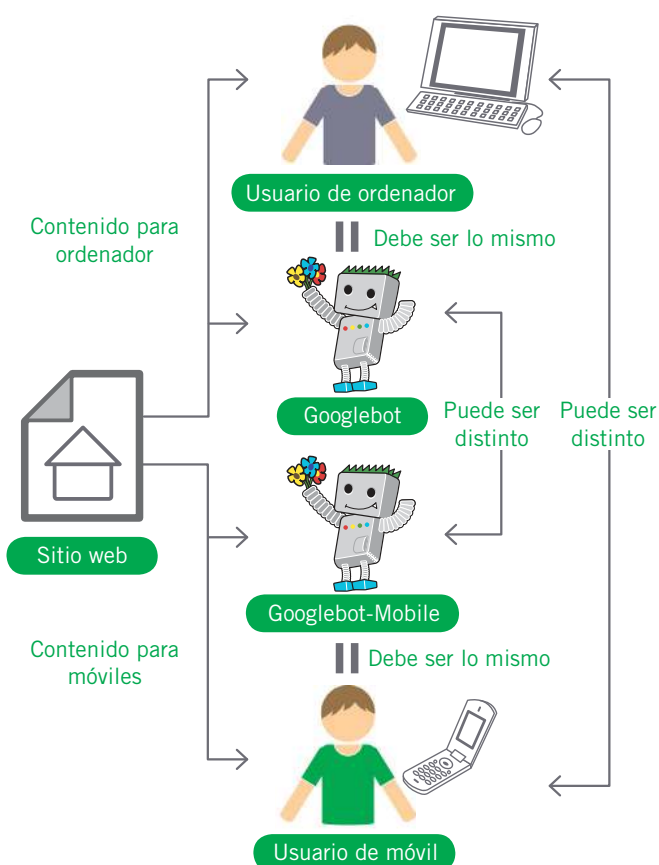 Usuario de ordenador
Contenido para
ordenador
Debe ser lo mismo
Googlebot
Puede ser
distinto
Puede ser
distinto
Sitio web
Googlebot-Mobile
Contenido para
móviles
Debe ser lo mismo
Usuario de móvil